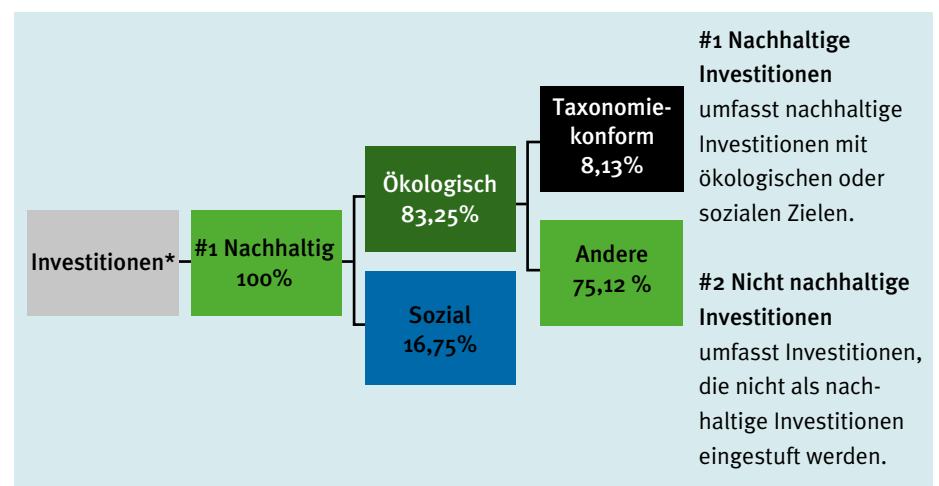 Investitionen*
#1 Nachhaltig
100%
Ökologisch
83,25%
Sozial
16,75%
Taxonomie-
konform
8,13%
Andere
75,12 %
#1 Nachhaltige
Investitionen
umfasst nachhaltige
Investitionen mit
ökologischen oder
sozialen Zielen.
#2 Nicht nachhaltige
Investitionen
umfasst Investitionen,
die nicht als nach-
haltige Investitionen
eingestuft werden.